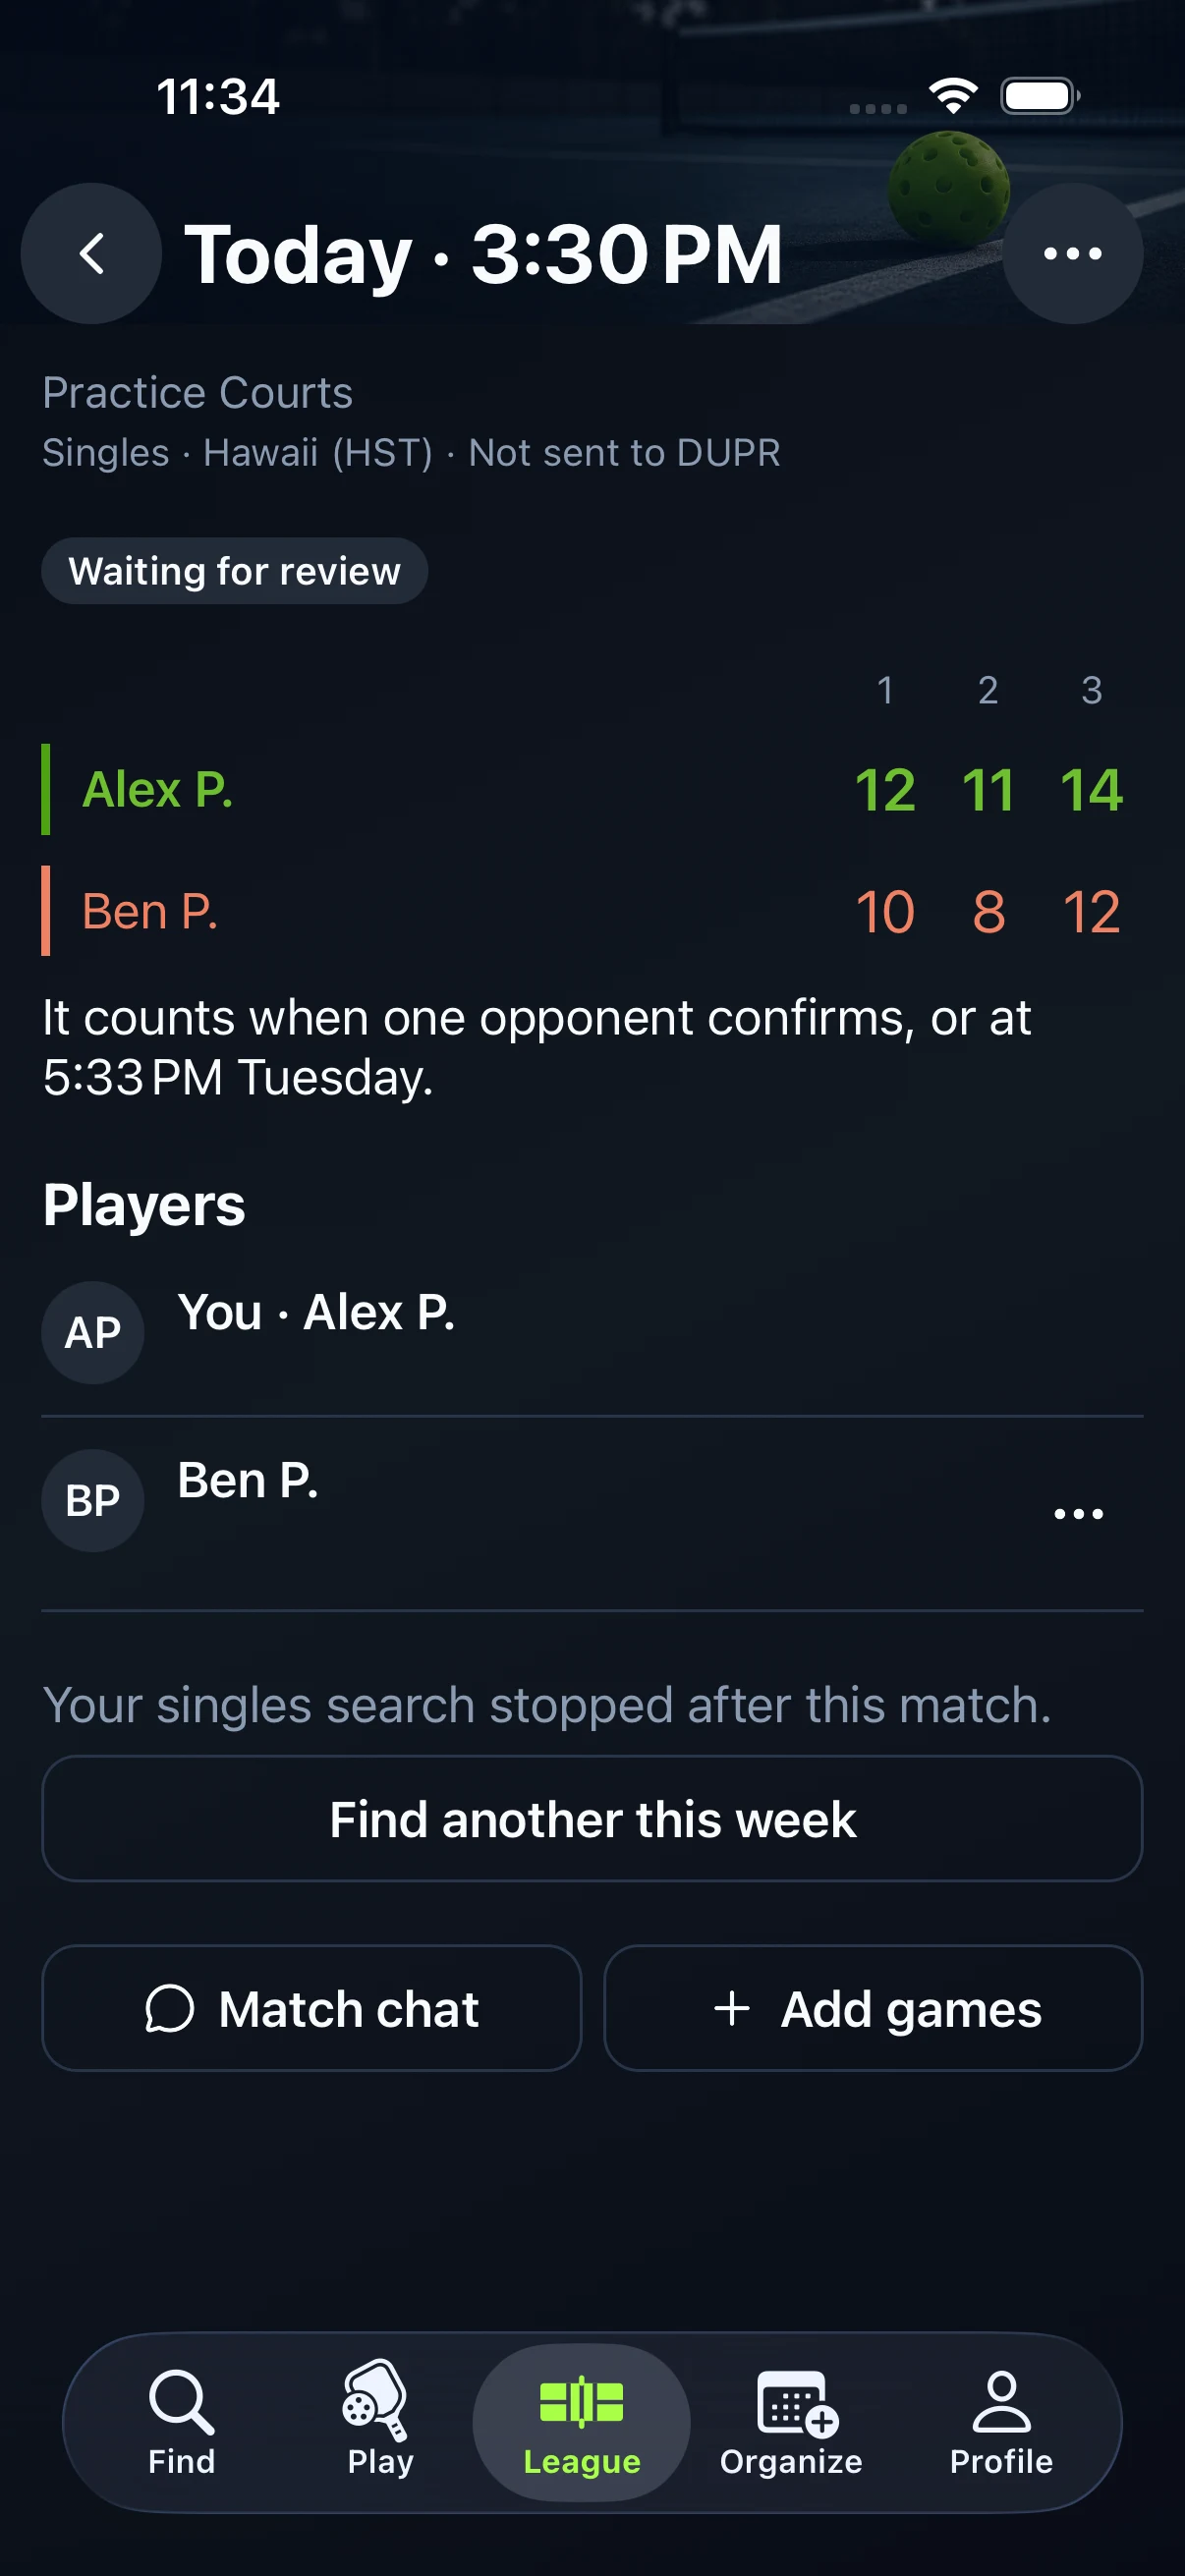 11:34
Today · 3:30 PM
Practice Courts
Singles · Hawaii (HST) · Not sent to DUPR
Waiting for review
1 2 3
Alex P. 12 11 14
Ben P. 10 8 12
It counts when one opponent confirms, or at
5:33 PM Tuesday.
Players
AP You · Alex P.
BP Ben P.
Your singles search stopped after this match.
Find another this week
Match chat
Add games
Find Play League Organize Profile